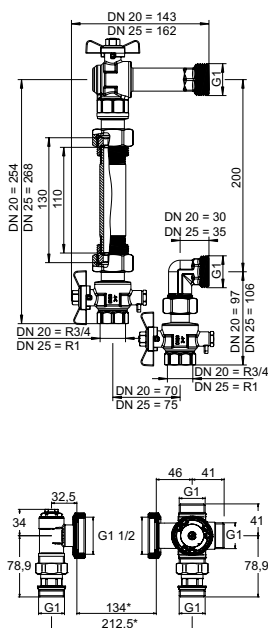 DN 20 = 143
DN 25 = 162
G1
DN 20 = 254
DN 25 = 268
130
110
200
DN 20 = 30
DN 25 = 35
G1
DN 20 = 97
DN 25 = 106
DN 20 = R3/4
DN 25 = R1
DN 20 = R3/4
DN 25 = R1
DN 20 = 70
DN 25 = 75
32,5
34
G1 1/2
78,9
G1
134*
212,5*
46
41
G1
G1
41
78,9
G1